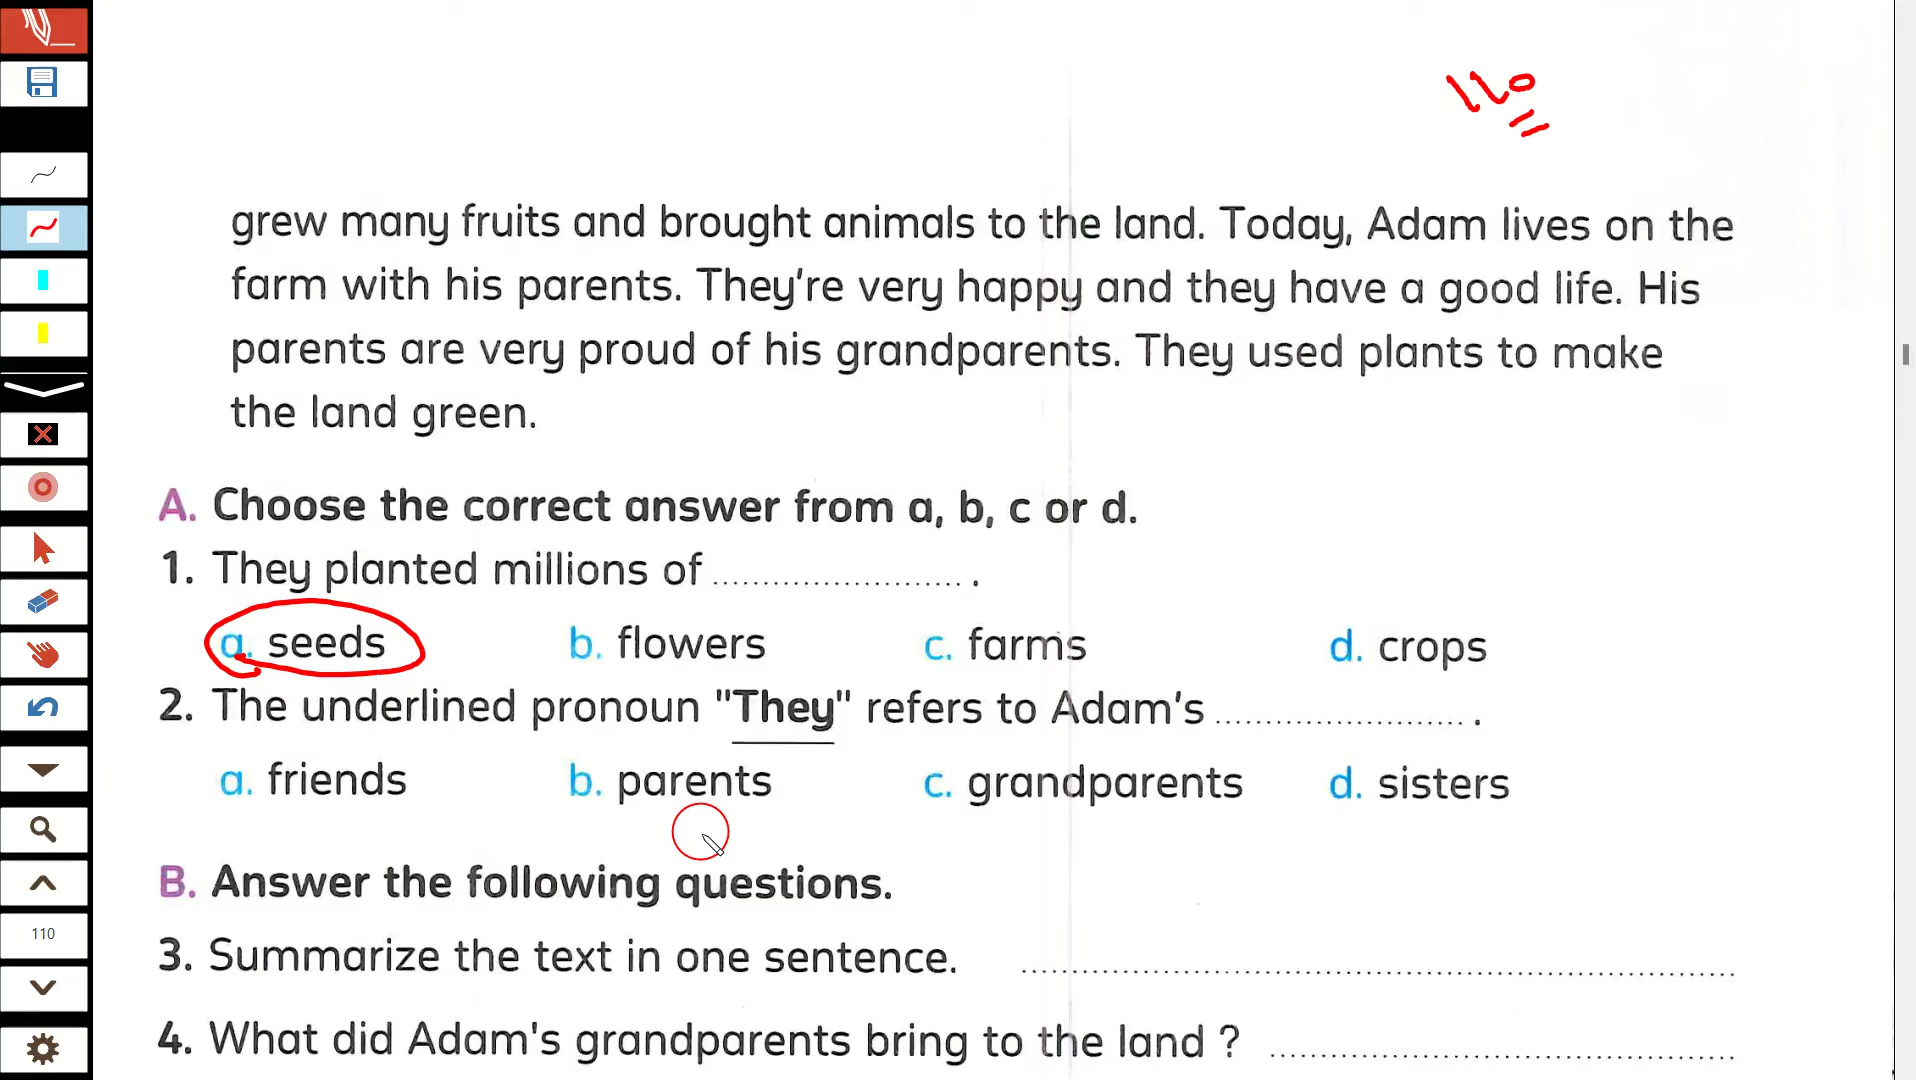 ١٢٥
grew many fruits and brought animals to the land. Today, Adam lives on the
farm with his parents. They're very happy and they have a good life. His
parents are very proud of his grandparents. They used plants to make
the land green.
A. Choose the correct answer from a, b, c or d.
1. They planted millions of ......................... .
a. seeds b. flowers c. farms d. crops
2. The underlined pronoun "They" refers to Adam's ......................... .
a. friends b. parents c. grandparents d. sisters
B. Answer the following questions.
3. Summarize the text in one sentence. .........................
110
4. What did Adam's grandparents bring to the land ? .........................